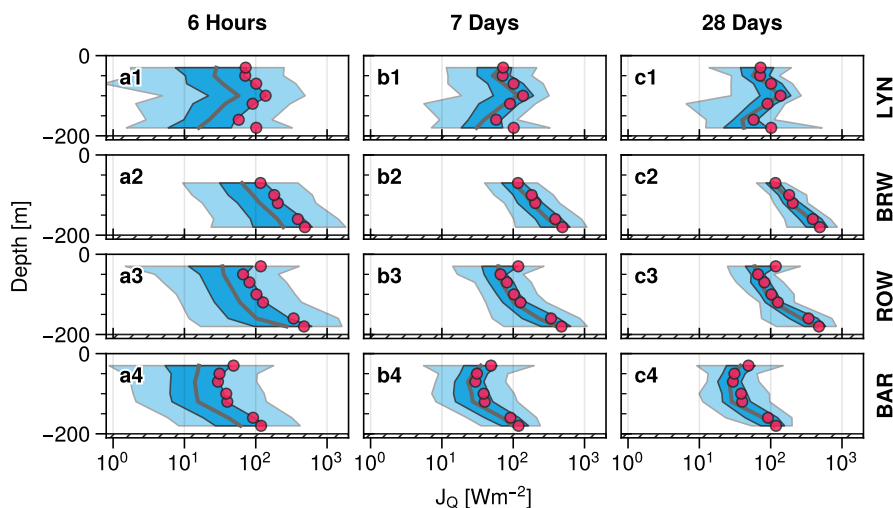 6 Hours 7 Days 28 Days
0
a1 b1 c1 LYN
−200
0
a2 b2 c2 BRW
−200
0
a3 b3 c3 ROW
−200
0
a4 b4 c4 BAR
−200
Depth [m]
10⁰ 10¹ 10² 10³ 10⁰ 10¹ 10² 10³ 10⁰ 10¹ 10² 10³
J_Q [Wm⁻²]